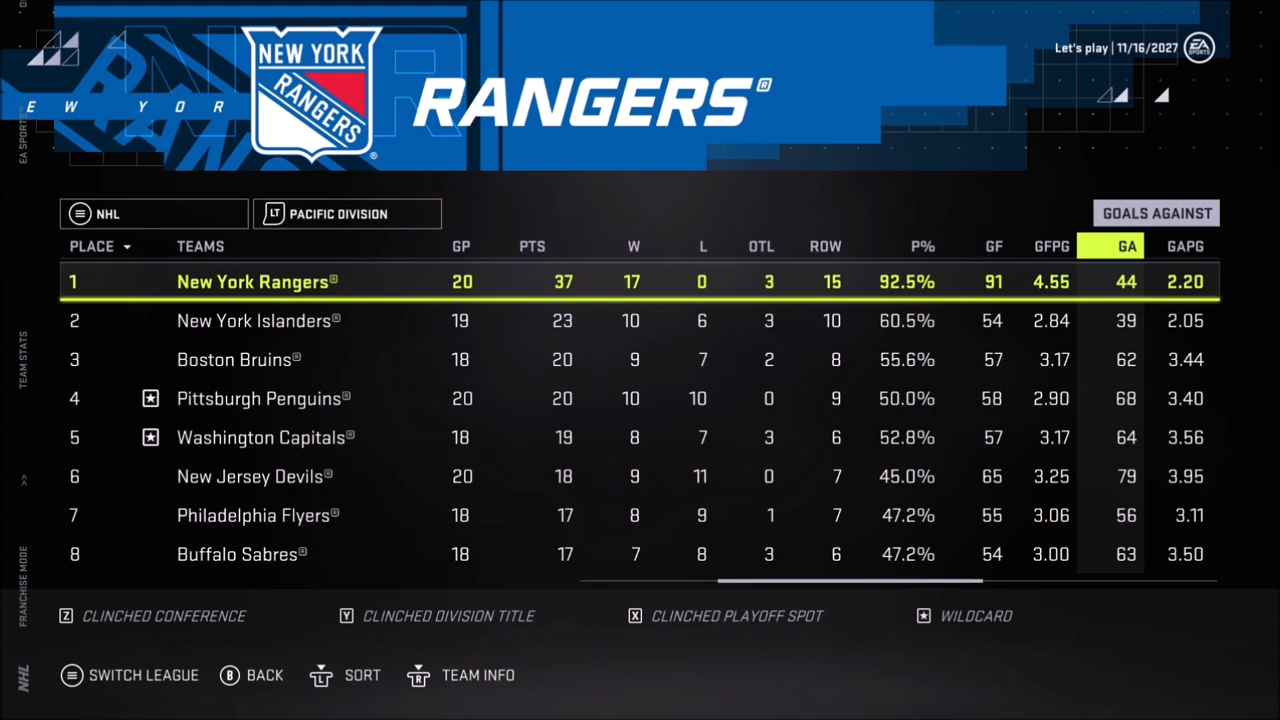 Let's play | 11/16/2027 EA SPORTS
NEW YORK
RANGERS®
RANGERS®
EW YOR
EA SPORTS
NHL
LT PACIFIC DIVISION
GOALS AGAINST
PLACE TEAMS GP PTS W L OTL ROW P% GF GFPG GA GAPG
1 New York Rangers® 20 37 17 0 3 15 92.5% 91 4.55 44 2.20
2 New York Islanders® 19 23 10 6 3 10 60.5% 54 2.84 39 2.05
3 Boston Bruins® 18 20 9 7 2 8 55.6% 57 3.17 62 3.44
4 Pittsburgh Penguins® 20 20 10 10 0 9 50.0% 58 2.90 68 3.40
5 Washington Capitals® 18 19 8 7 3 6 52.8% 57 3.17 64 3.56
6 New Jersey Devils® 20 18 9 11 0 7 45.0% 65 3.25 79 3.95
7 Philadelphia Flyers® 18 17 8 9 1 7 47.2% 55 3.06 56 3.11
8 Buffalo Sabres® 18 17 7 8 3 6 47.2% 54 3.00 63 3.50
TEAM STATS
>>
FRANCHISE MODE
NHL
Z CLINCHED CONFERENCE Y CLINCHED DIVISION TITLE X CLINCHED PLAYOFF SPOT WILDCARD
SWITCH LEAGUE B BACK L SORT R TEAM INFO